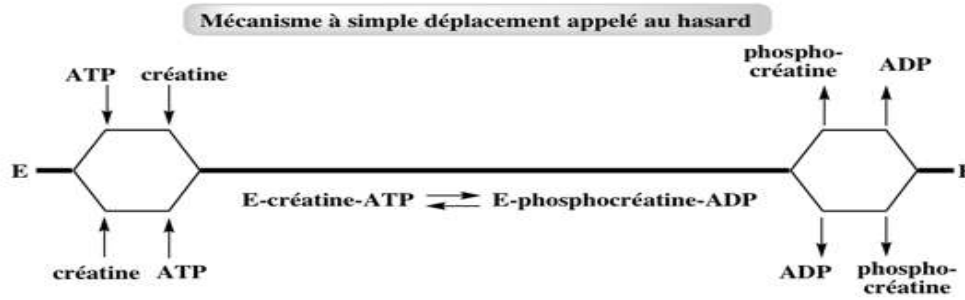 Mécanisme à simple déplacement appelé au hasard
ATP créatine
phospho-
créatine
ADP
E
E-créatine-ATP E-phosphocréatine-ADP
créatine ATP
ADP phospho-
créatine